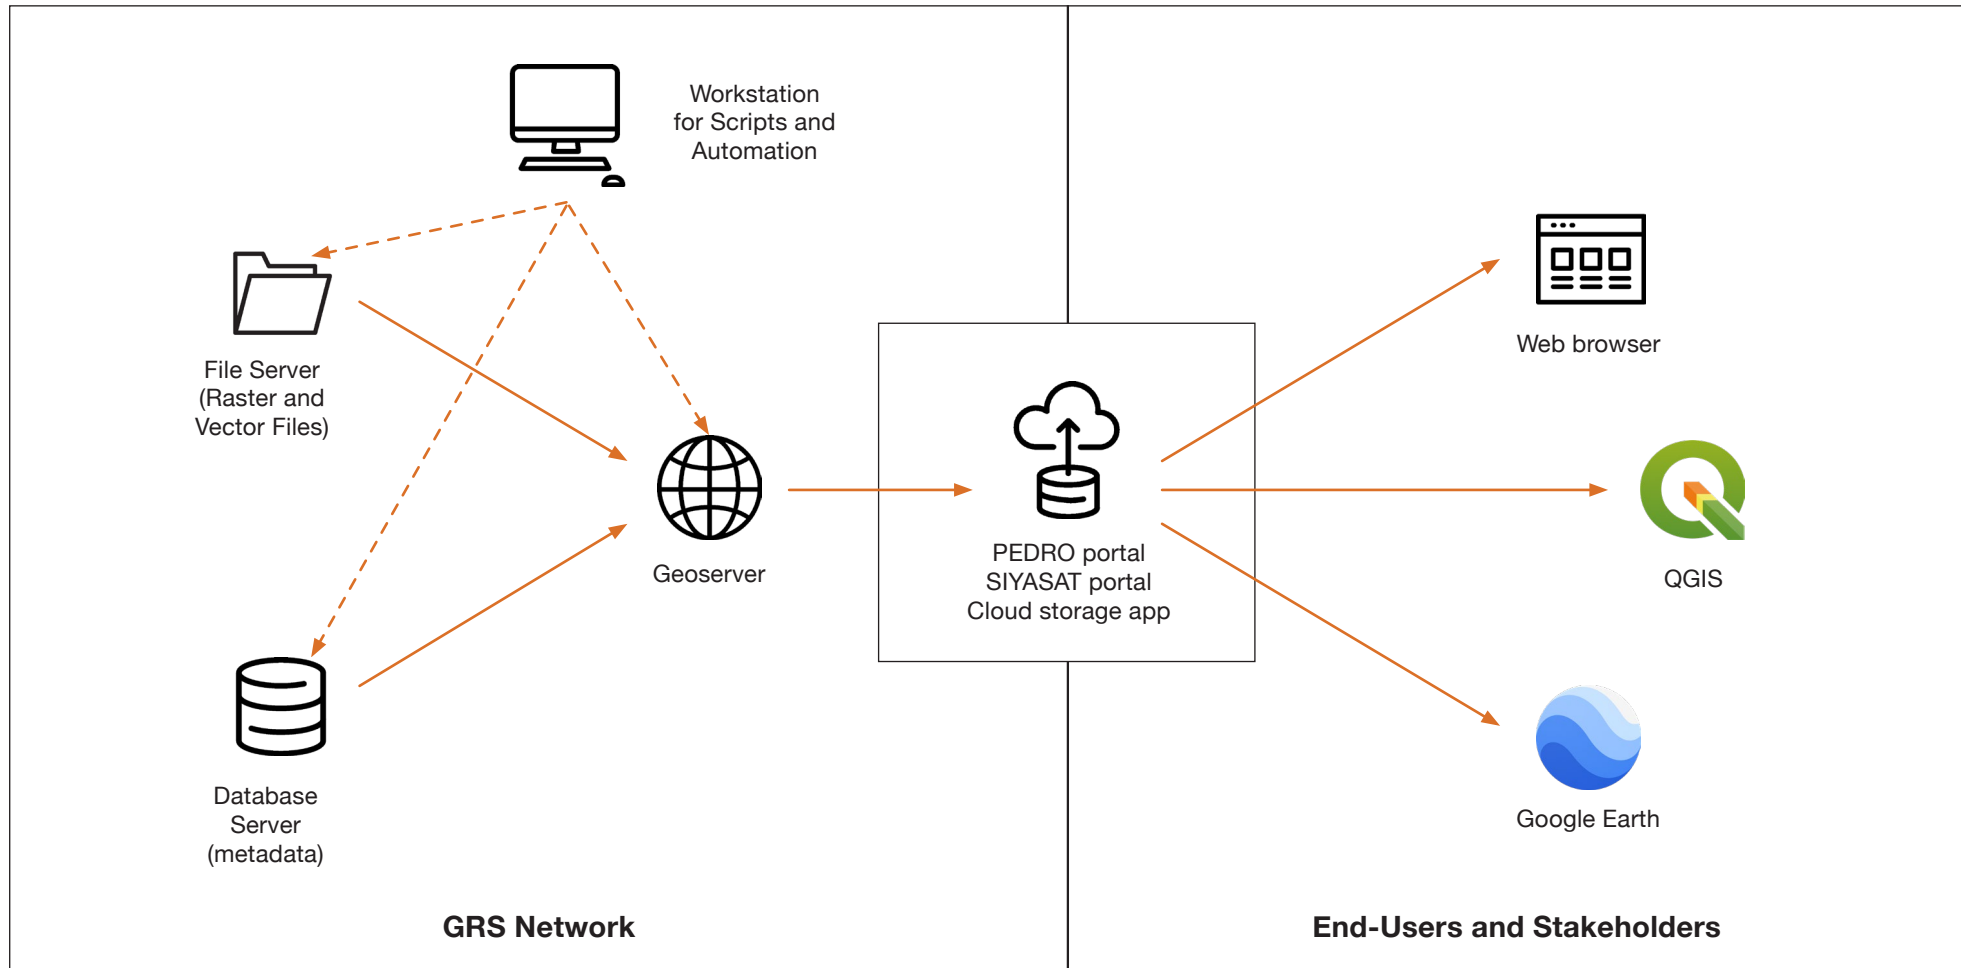 Workstation
for Scripts and
Automation
File Server
(Raster and
Vector Files)
Geoserver
Database
Server
(metadata)
GRS Network
PEDRO portal
SIYASAT portal
Cloud storage app
Web browser
QGIS
Google Earth
End-Users and Stakeholders